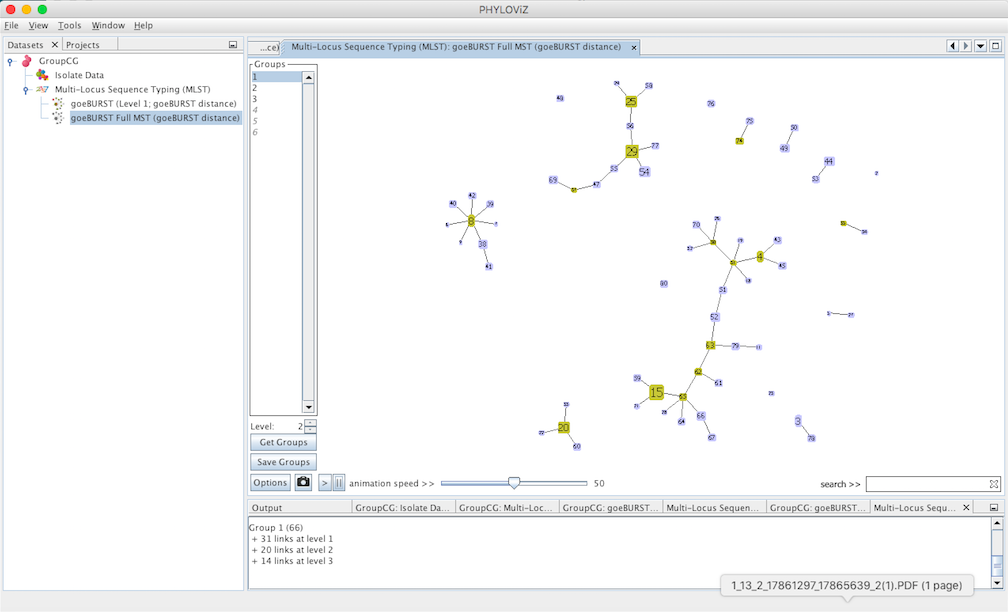 PHYLOViZ
File View Tools Window Help
Datasets Projects
GroupCG
Isolate Data
Multi-Locus Sequence Typing (MLST)
goeBURST (Level 1; goeBURST distance)
goeBURST Full MST (goeBURST distance)
...ce) Multi-Locus Sequence Typing (MLST): goeBURST Full MST (goeBURST distance)
Groups
1
2
3
4
5
6
Level: 2
Get Groups
Save Groups
Options > || animation speed >> 50 search >>
25
59
56
29
77
54
55
47
69
49
76
75
74
50
49
44
53
40
42
39
8
38
41
70
4
43
45
51
52
80
63
79
62
61
15
39
64
66
67
20
60
3
78
Output GroupCG: Isolate Da... GroupCG: Multi-Loc... GroupCG: goeBURST... Multi-Locus Sequen... GroupCG: goeBURST... Multi-Locus Sequ...
Group 1 (66)
+ 31 links at level 1
+ 20 links at level 2
+ 14 links at level 3
1_13_2_17861297_17865639_2(1).PDF (1 page)